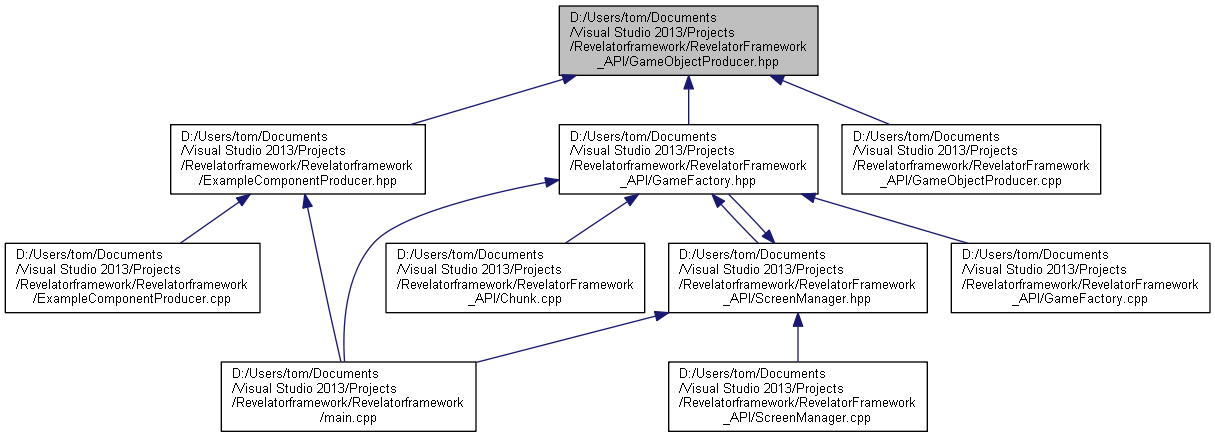 D:/Users/tom/Documents
/Visual Studio 2013/Projects
/Revelatorframework/RevelatorFramework
_API/GameObjectProducer.hpp
D:/Users/tom/Documents
/Visual Studio 2013/Projects
/Revelatorframework/Revelatorframework
/ExampleComponentProducer.hpp
D:/Users/tom/Documents
/Visual Studio 2013/Projects
/Revelatorframework/RevelatorFramework
_API/GameFactory.hpp
D:/Users/tom/Documents
/Visual Studio 2013/Projects
/Revelatorframework/RevelatorFramework
_API/GameObjectProducer.cpp
D:/Users/tom/Documents
/Visual Studio 2013/Projects
/Revelatorframework/Revelatorframework
/ExampleComponentProducer.cpp
D:/Users/tom/Documents
/Visual Studio 2013/Projects
/Revelatorframework/RevelatorFramework
_API/Chunk.cpp
D:/Users/tom/Documents
/Visual Studio 2013/Projects
/Revelatorframework/RevelatorFramework
_API/ScreenManager.hpp
D:/Users/tom/Documents
/Visual Studio 2013/Projects
/Revelatorframework/RevelatorFramework
_API/GameFactory.cpp
D:/Users/tom/Documents
/Visual Studio 2013/Projects
/Revelatorframework/Revelatorframework
/main.cpp
D:/Users/tom/Documents
/Visual Studio 2013/Projects
/Revelatorframework/RevelatorFramework
_API/ScreenManager.cpp